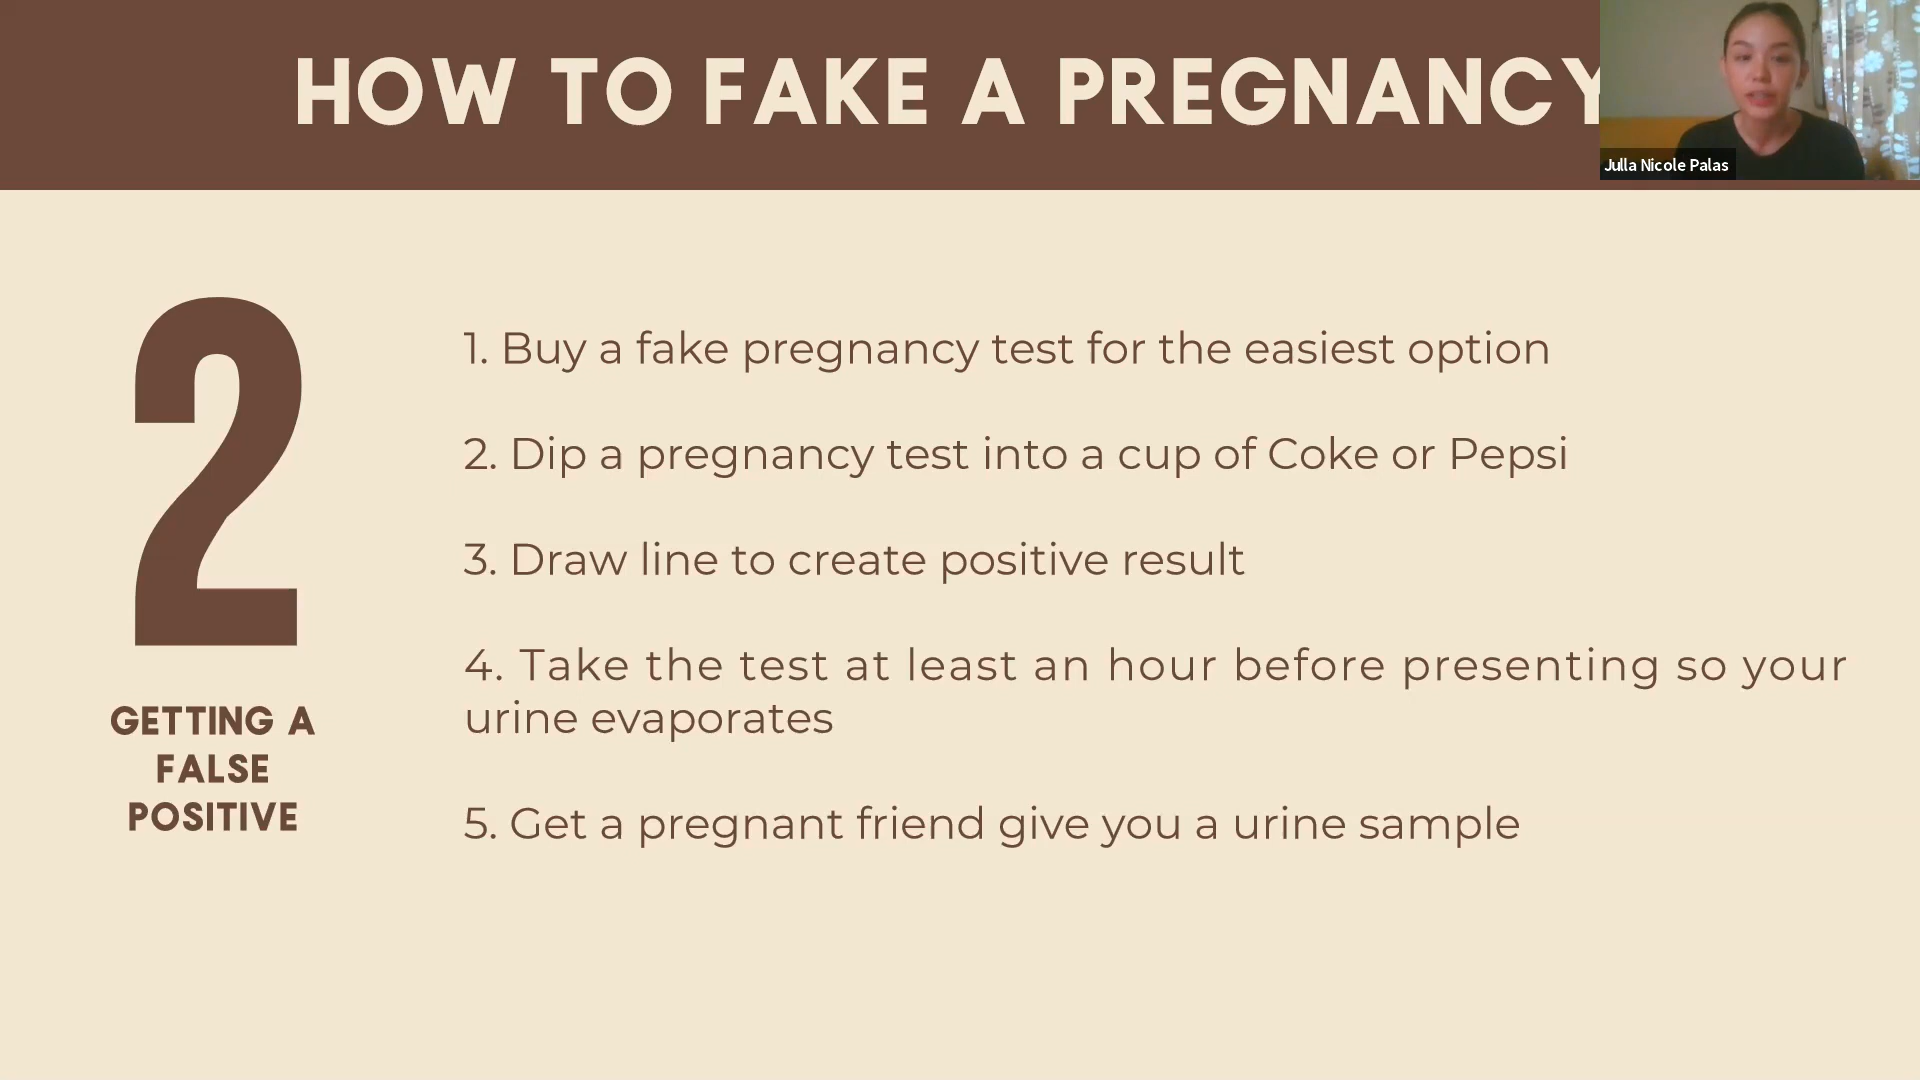 HOW TO FAKE A PREGNANCY
Julla Nicole Palas
2
GETTING A
FALSE
POSITIVE
1. Buy a fake pregnancy test for the easiest option
2. Dip a pregnancy test into a cup of Coke or Pepsi
3. Draw line to create positive result
4. Take the test at least an hour before presenting so your
urine evaporates
5. Get a pregnant friend give you a urine sample